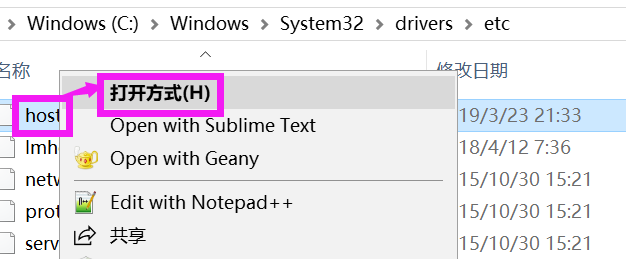 Windows (C:) > Windows > System32 > drivers > etc
名称 修改日期
打开方式(H)
host 19/3/23 21:33
Open with Sublime Text
lmh 18/4/12 7:36
Open with Geany
netw 15/10/30 15:21
Edit with Notepad++
prot 15/10/30 15:21
共享
serv 15/10/30 15:21